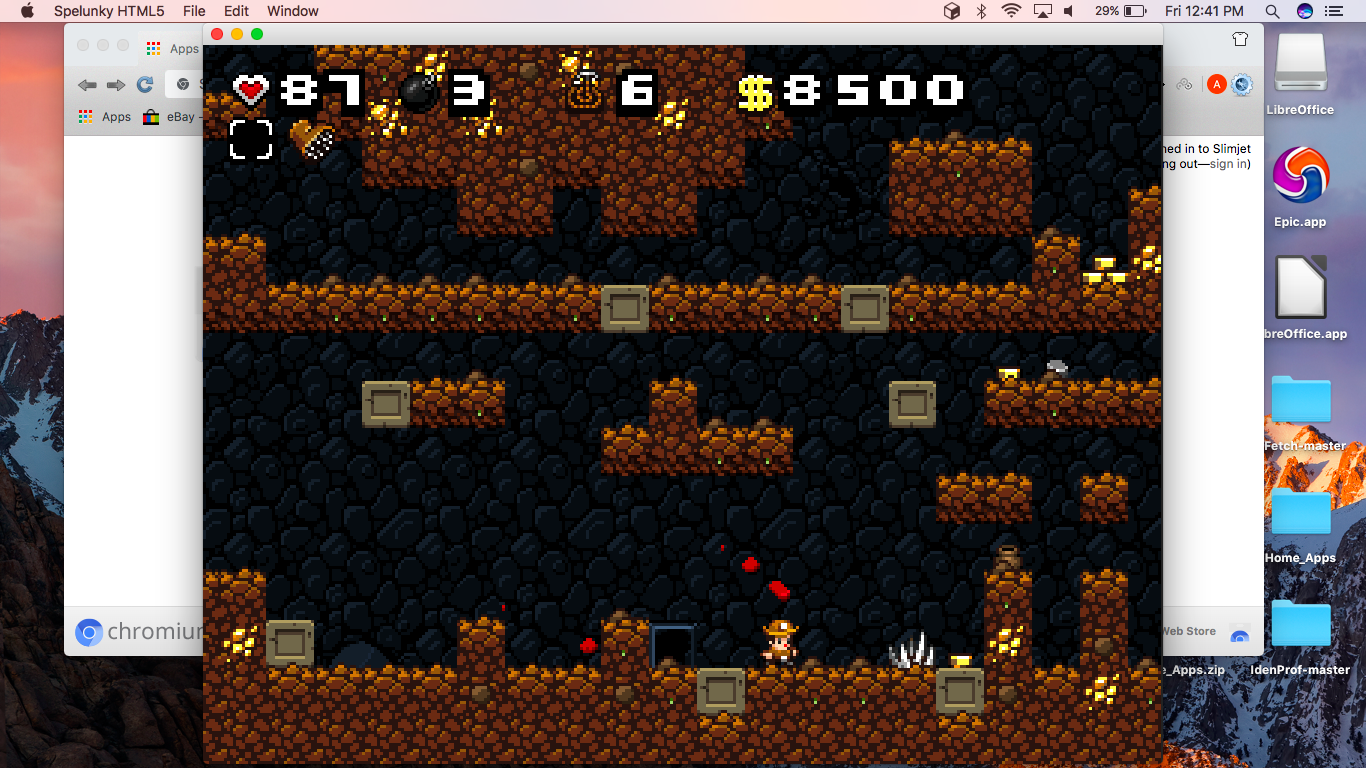 Spelunky HTML5 File Edit Window 29% Fri 12:41 PM
Apps
Apps eBay
87 3 6 $8500
A
ned in to Slimjet
ng out—sign in)
LibreOffice
Epic.app
breOffice.app
Fetch-master
Home_Apps
chromium
Web Store
e_Apps.zip IdenProf-master